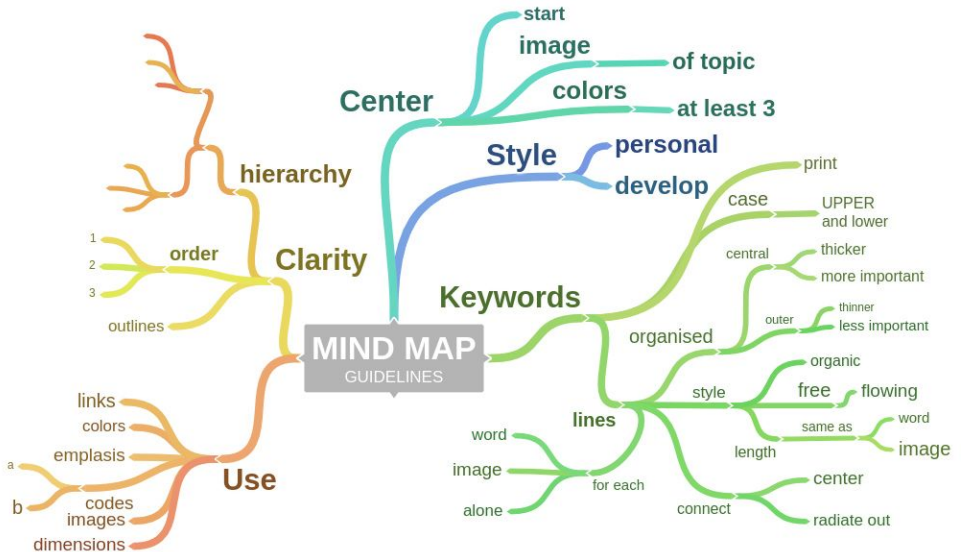 MIND MAP
GUIDELINES
Center
start
image
of topic
colors
at least 3
Style
personal
develop
Keywords
print
case
UPPER
and lower
lines
organised
central
thicker
more important
outer
thinner
less important
style
organic
free
flowing
length
same as
word
image
connect
center
radiate out
for each
word
image
alone
Use
links
colors
emplasis
codes
a
b
images
dimensions
Clarity
hierarchy
order
1
2
3
outlines